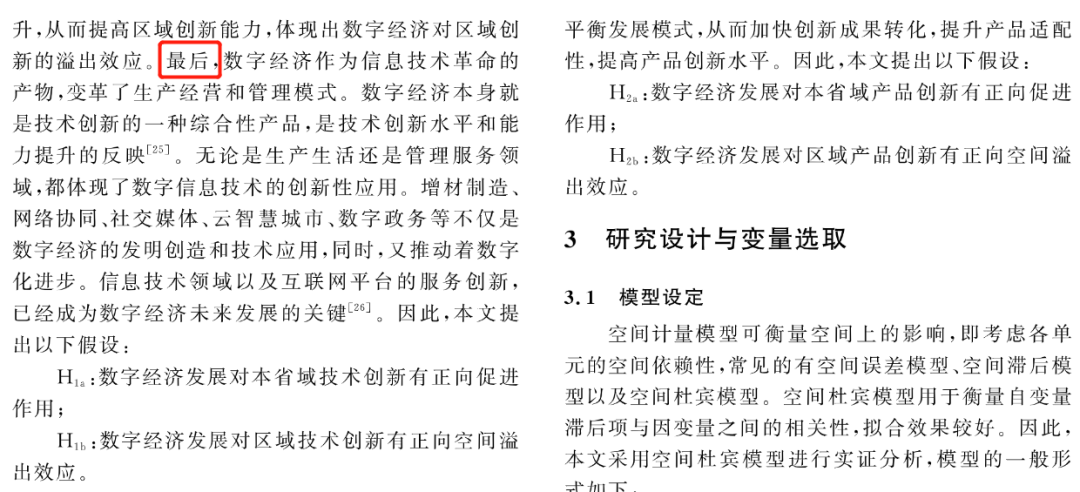 升,从而提高区域创新能力,体现出数字经济对区域创
新的溢出效应。最后,数字经济作为信息技术革命的
产物,变革了生产经营和管理模式。数字经济本身就
是技术创新的一种综合性产品,是技术创新水平和能
力提升的反映[25]。无论是生产生活还是管理服务领
域,都体现了数字信息技术的创新性应用。增材制造、
网络协同、社交媒体、云智慧城市、数字政务等不仅是
数字经济的发明创造和技术应用,同时,又推动着数字
化进步。信息技术领域以及互联网平台的服务创新,
已经成为数字经济未来发展的关键[26]。因此,本文提
出以下假设:
H1a:数字经济发展对本省域技术创新有正向促进
作用;
H1b:数字经济发展对区域技术创新有正向空间溢
出效应。
平衡发展模式,从而加快创新成果转化,提升产品适配
性,提高产品创新水平。因此,本文提出以下假设:
H2a:数字经济发展对本省域产品创新有正向促进
作用;
H2b:数字经济发展对区域产品创新有正向空间溢
出效应。
3 研究设计与变量选取
3.1 模型设定
空间计量模型可衡量空间上的影响,即考虑各单
元的空间依赖性,常见的有空间误差模型、空间滞后模
型以及空间杜宾模型。空间杜宾模型用于衡量自变量
滞后项与因变量之间的相关性,拟合效果较好。因此,
本文采用空间杜宾模型进行实证分析,模型的一般形
式如下: